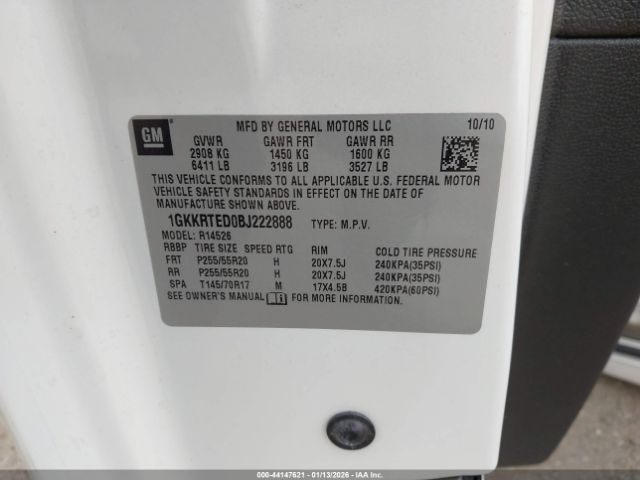 GM
MFD BY GENERAL MOTORS LLC 10/10
GVWR GAWR FRT GAWR RR
2908 KG 1450 KG 1600 KG
6411 LB 3196 LB 3527 LB
THIS VEHICLE CONFORMS TO ALL APPLICABLE U.S. FEDERAL MOTOR
VEHICLE SAFETY STANDARDS IN EFFECT ON THE DATE OF
MANUFACTURE SHOWN ABOVE.
1GKKRTED0BJ222888 TYPE: M.P.V.
MODEL: R14526
RBBP TIRE SIZE SPEED RTG RIM COLD TIRE PRESSURE
FRT P255/55R20 H 20X7.5J 240KPA(35PSI)
RR P255/55R20 H 20X7.5J 240KPA(35PSI)
SPA T145/70R17 M 17X4.5B 420KPA(60PSI)
SEE OWNER'S MANUAL FOR MORE INFORMATION.
000-44147621 - 01/13/2026 - Copyright IAA, LLC.